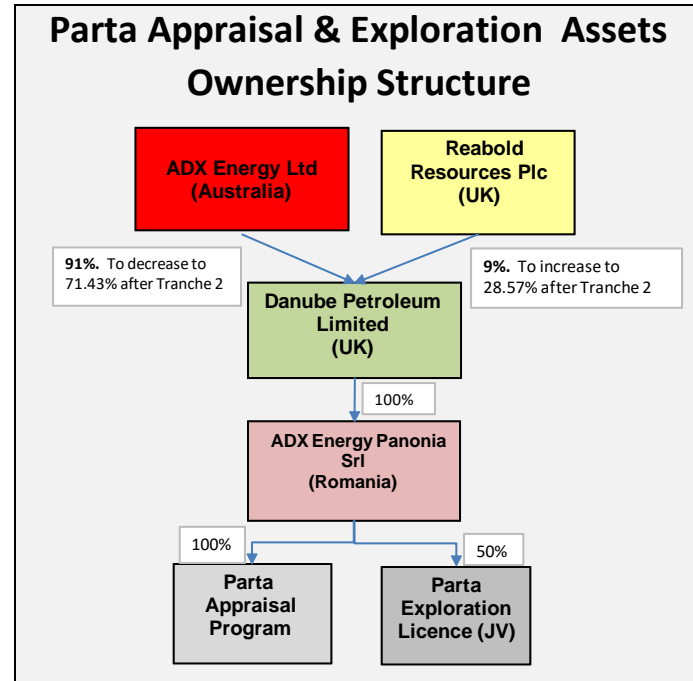 Parta Appraisal & Exploration Assets
Ownership Structure
ADX Energy Ltd
(Australia)
Reabold
Resources Plc
(UK)
91%. To decrease to
71.43% after Tranche 2
9%. To increase to
28.57% after Tranche 2
Danube Petroleum
Limited
(UK)
100%
ADX Energy Panonia
Srl
(Romania)
100%
50%
Parta
Appraisal
Program
Parta
Exploration
Licence (JV)